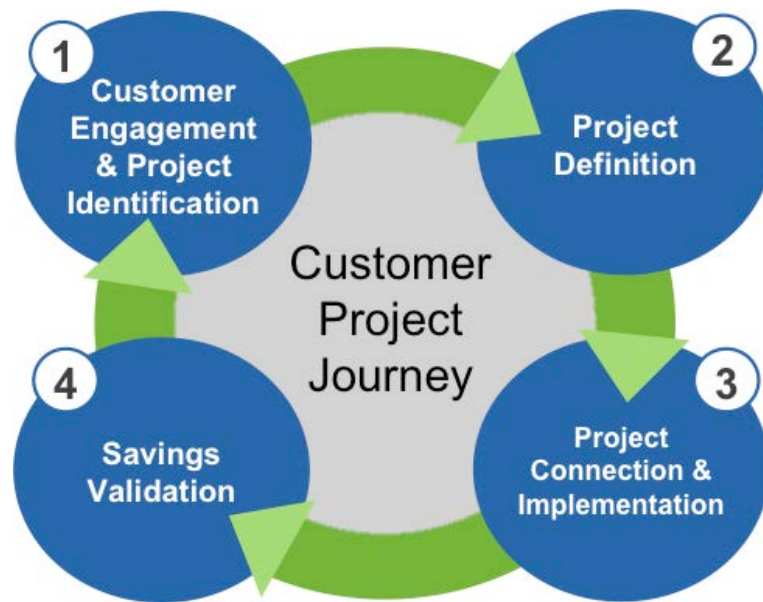 1
Customer
Engagement
& Project
Identification
2
Project
Definition
Customer
Project
Journey
3
Project
Connection &
Implementation
4
Savings
Validation